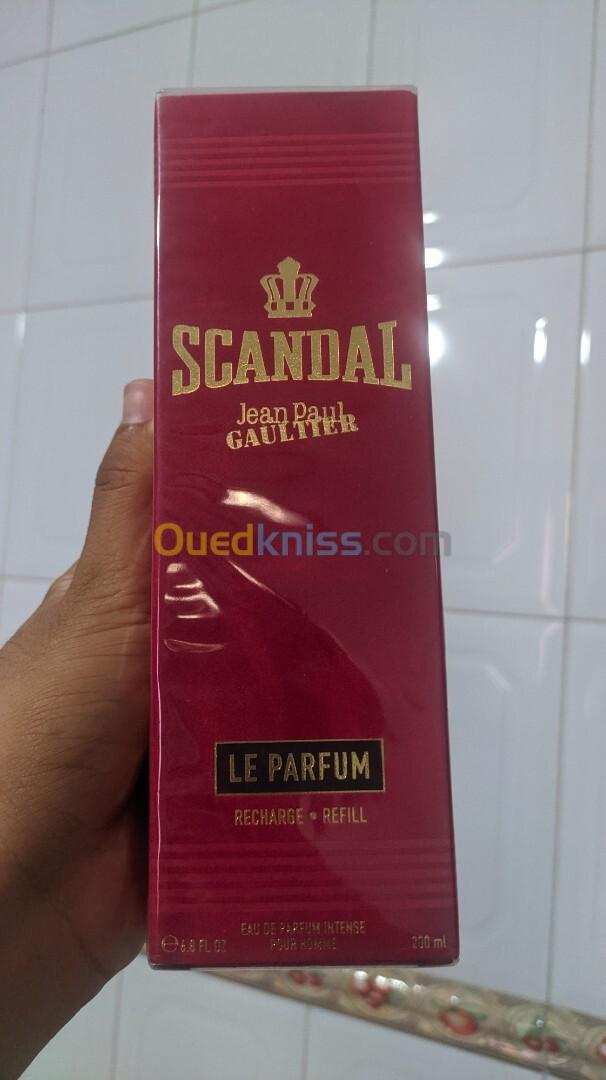 SCANDAL
Jean Paul
GAULTIER
Ouedkniss.com
LE PARFUM
RECHARGE • REFILL
EAU DE PARFUM INTENSE
POUR HOMME
℮ 6.8 FL OZ
200 ml